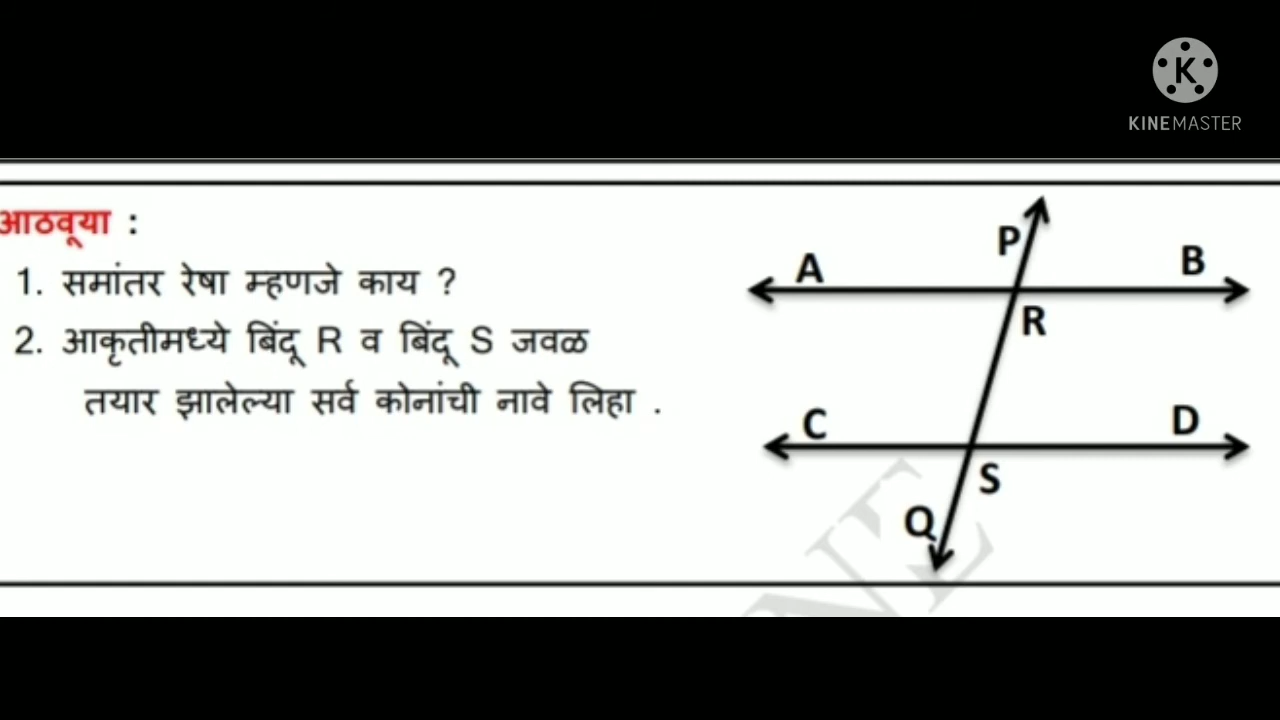 KINEMASTER
आठवूया :
1. समांतर रेषा म्हणजे काय ?
2. आकृतीमध्ये बिंदू R व बिंदू S जवळ
तयार झालेल्या सर्व कोनांची नावे लिहा .
P
A B
R
C D
S
Q